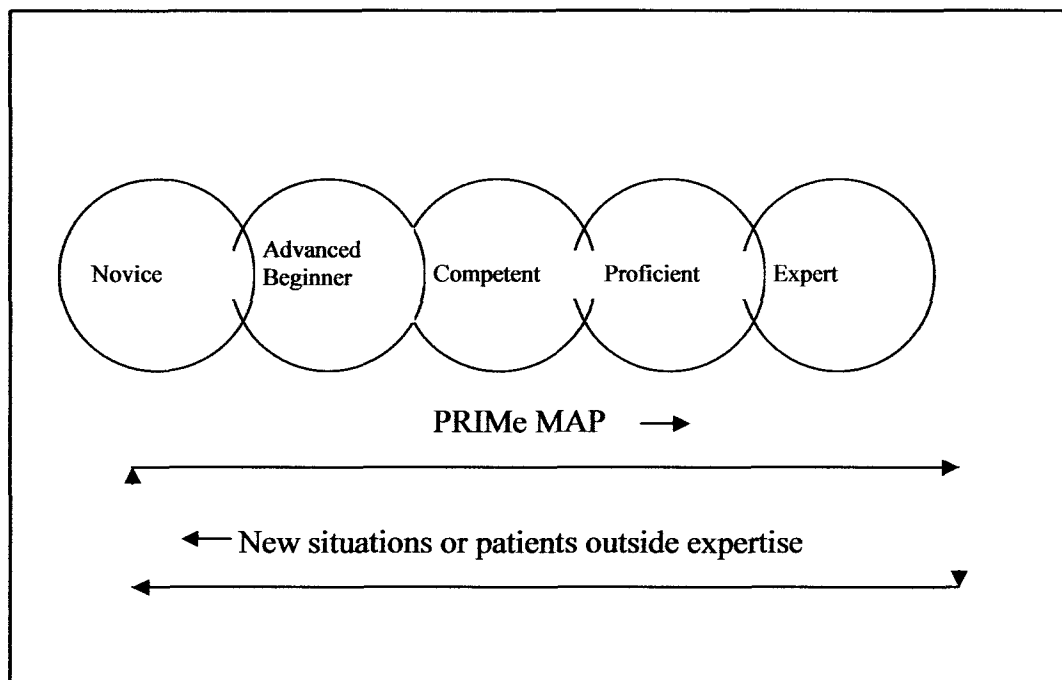 Novice
Advanced
Beginner
Competent
Proficient
Expert
PRIMe MAP
New situations or patients outside expertise